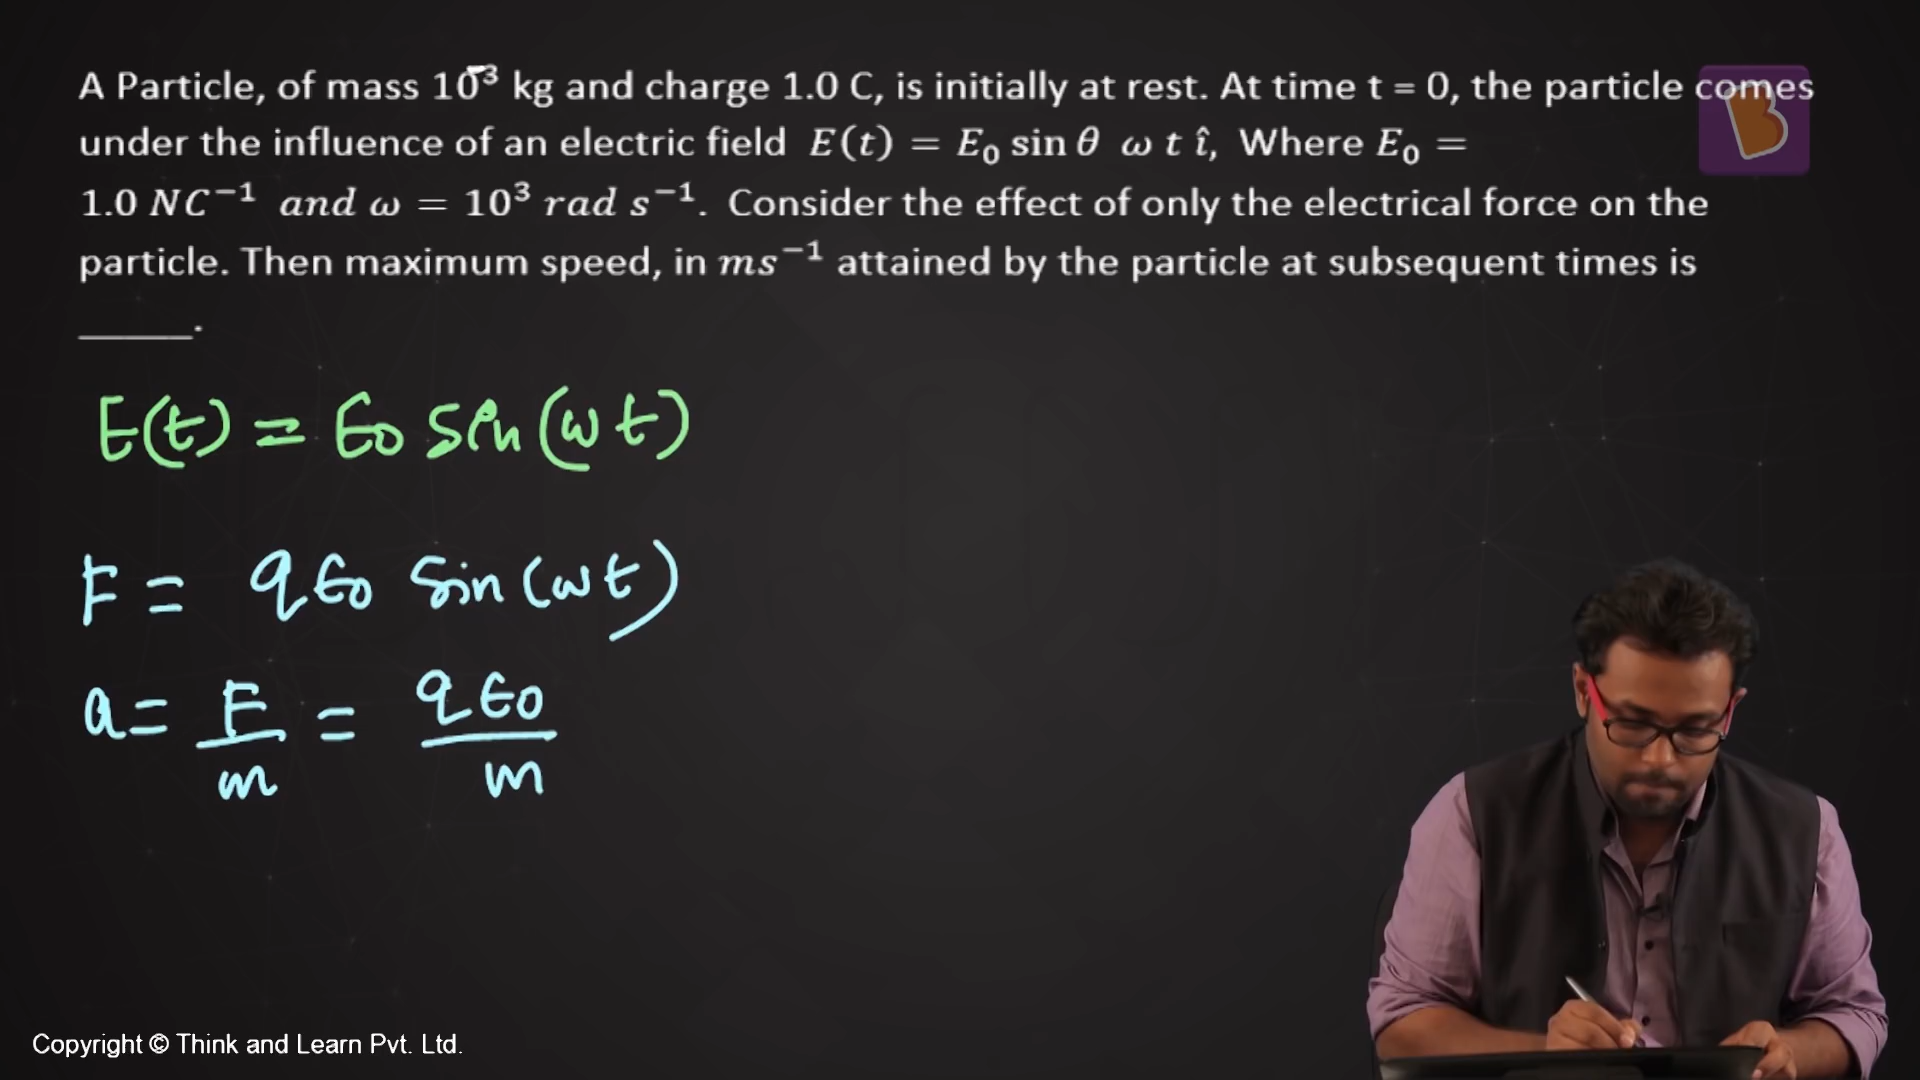 A Particle, of mass 10⁻³ kg and charge 1.0 C, is initially at rest. At time t = 0, the particle comes
under the influence of an electric field E(t) = E₀ sin θ ω t î, Where E₀ =
1.0 NC⁻¹ and ω = 10³ rad s⁻¹. Consider the effect of only the electrical force on the
particle. Then maximum speed, in ms⁻¹ attained by the particle at subsequent times is
_____.
E(t) = E₀ sin(ωt)
F = qE₀ sin(ωt)
a = F/m = qE₀/m
B
Copyright © Think and Learn Pvt. Ltd.